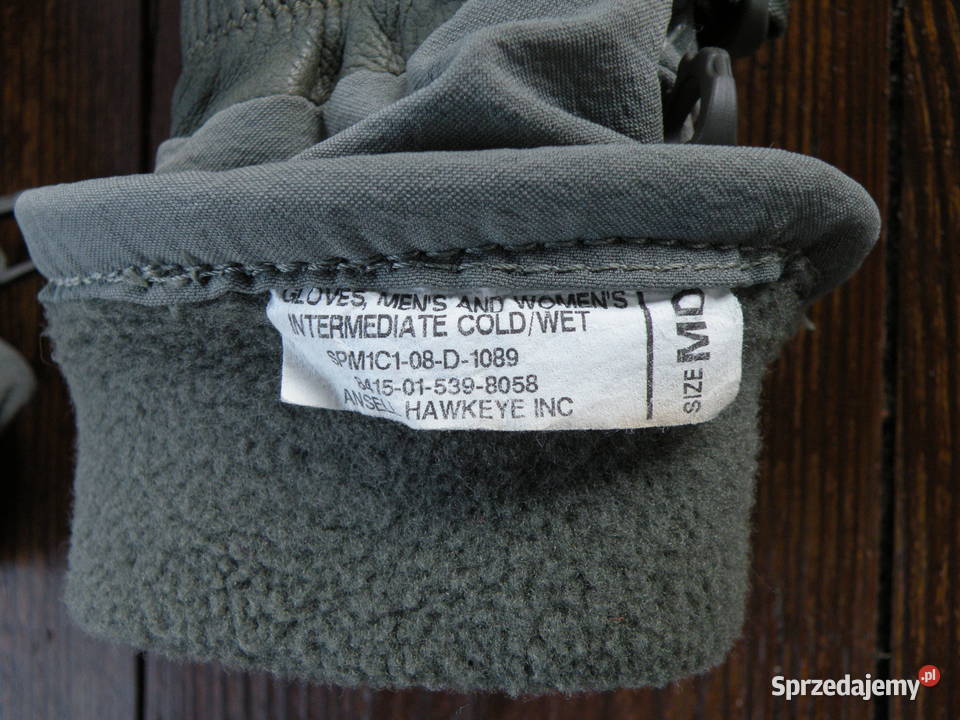 GLOVES, MEN'S AND WOMEN'S
INTERMEDIATE COLD/WET
SPM1C1-08-D-1089
8415-01-539-8058
ANSELL HAWKEYE INC
SIZE MD
Sprzedajemy.pl